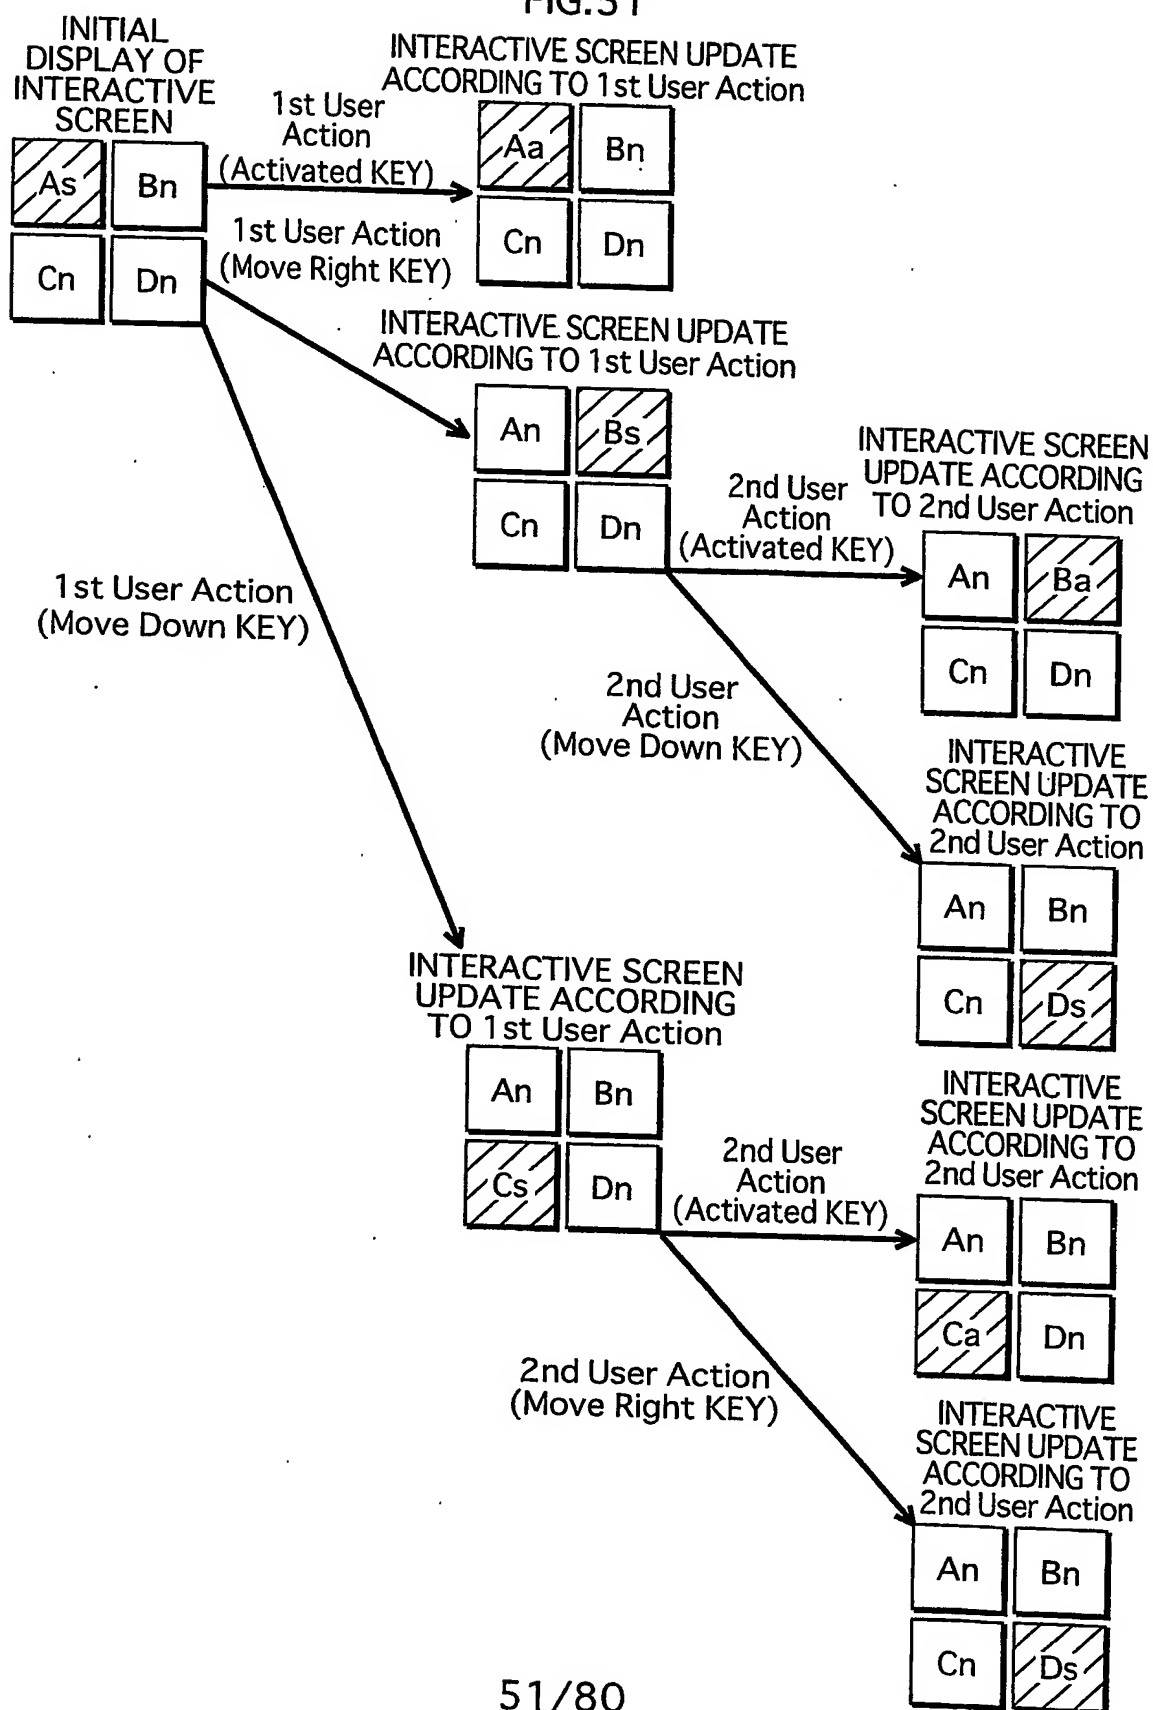 FIG.51
INITIAL
DISPLAY OF
INTERACTIVE
SCREEN
As
Bn
Cn
Dn
1st User
Action
(Activated KEY)
INTERACTIVE SCREEN UPDATE
ACCORDING TO 1st User Action
Aa
Bn
Cn
Dn
1st User Action
(Move Right KEY)
INTERACTIVE SCREEN UPDATE
ACCORDING TO 1st User Action
An
Bs
Cn
Dn
2nd User
Action
(Activated KEY)
INTERACTIVE SCREEN
UPDATE ACCORDING
TO 2nd User Action
An
Ba
Cn
Dn
1st User Action
(Move Down KEY)
2nd User
Action
(Move Down KEY)
INTERACTIVE
SCREEN UPDATE
ACCORDING TO
2nd User Action
An
Bn
Cn
Ds
INTERACTIVE SCREEN
UPDATE ACCORDING
TO 1st User Action
An
Bn
Cs
Dn
2nd User
Action
(Activated KEY)
INTERACTIVE
SCREEN UPDATE
ACCORDING TO
2nd User Action
An
Bn
Ca
Dn
2nd User Action
(Move Right KEY)
INTERACTIVE
SCREEN UPDATE
ACCORDING TO
2nd User Action
An
Bn
Cn
Ds
51/80